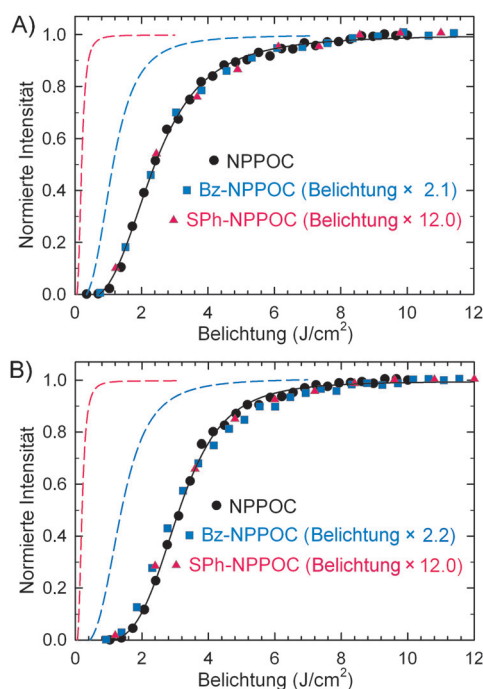 A)
Normierte Intensität
1.0
0.8
0.6
0.4
0.2
0.0
NPPOC
Bz-NPPOC (Belichtung × 2.1)
SPh-NPPOC (Belichtung × 12.0)
0 2 4 6 8 10 12
Belichtung (J/cm²)
B)
Normierte Intensität
1.0
0.8
0.6
0.4
0.2
0.0
NPPOC
Bz-NPPOC (Belichtung × 2.2)
SPh-NPPOC (Belichtung × 12.0)
0 2 4 6 8 10 12
Belichtung (J/cm²)